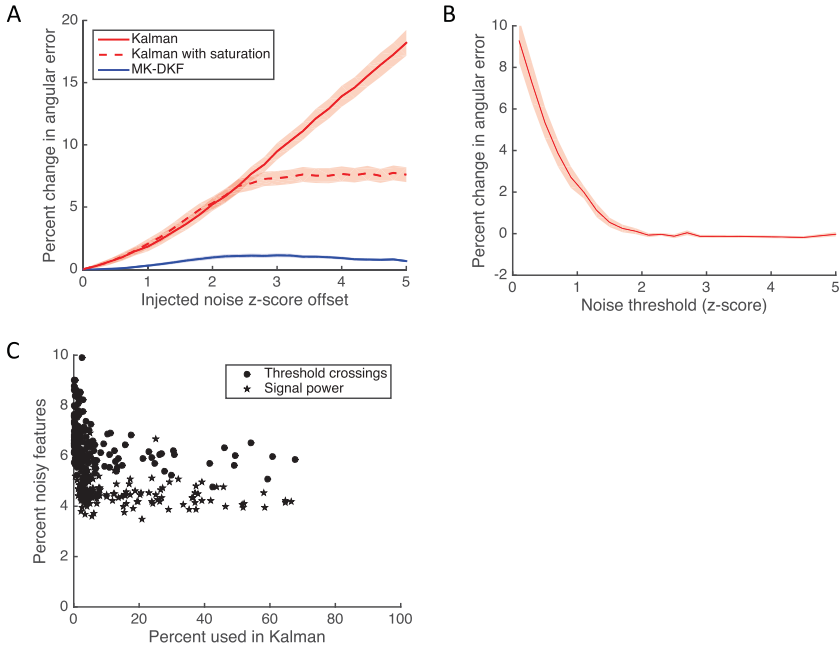 A
Percent change in angular error
20
15
10
5
0
Kalman
Kalman with saturation
MK-DKF
0 1 2 3 4 5
Injected noise z-score offset
B
Percent change in angular error
10
8
6
4
2
0
-2
0 1 2 3 4 5
Noise threshold (z-score)
C
Percent noisy features
10
8
6
4
2
0
Threshold crossings
Signal power
0 20 40 60 80 100
Percent used in Kalman